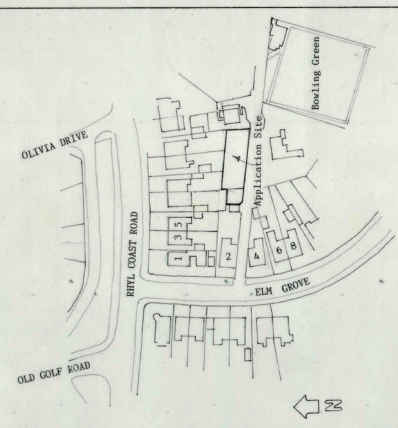 Bowling Green
OLIVIA DRIVE
Application Site
RHYL COAST ROAD
5
3
1
2
4
6
8
ELM GROVE
OLD GOLF ROAD
N